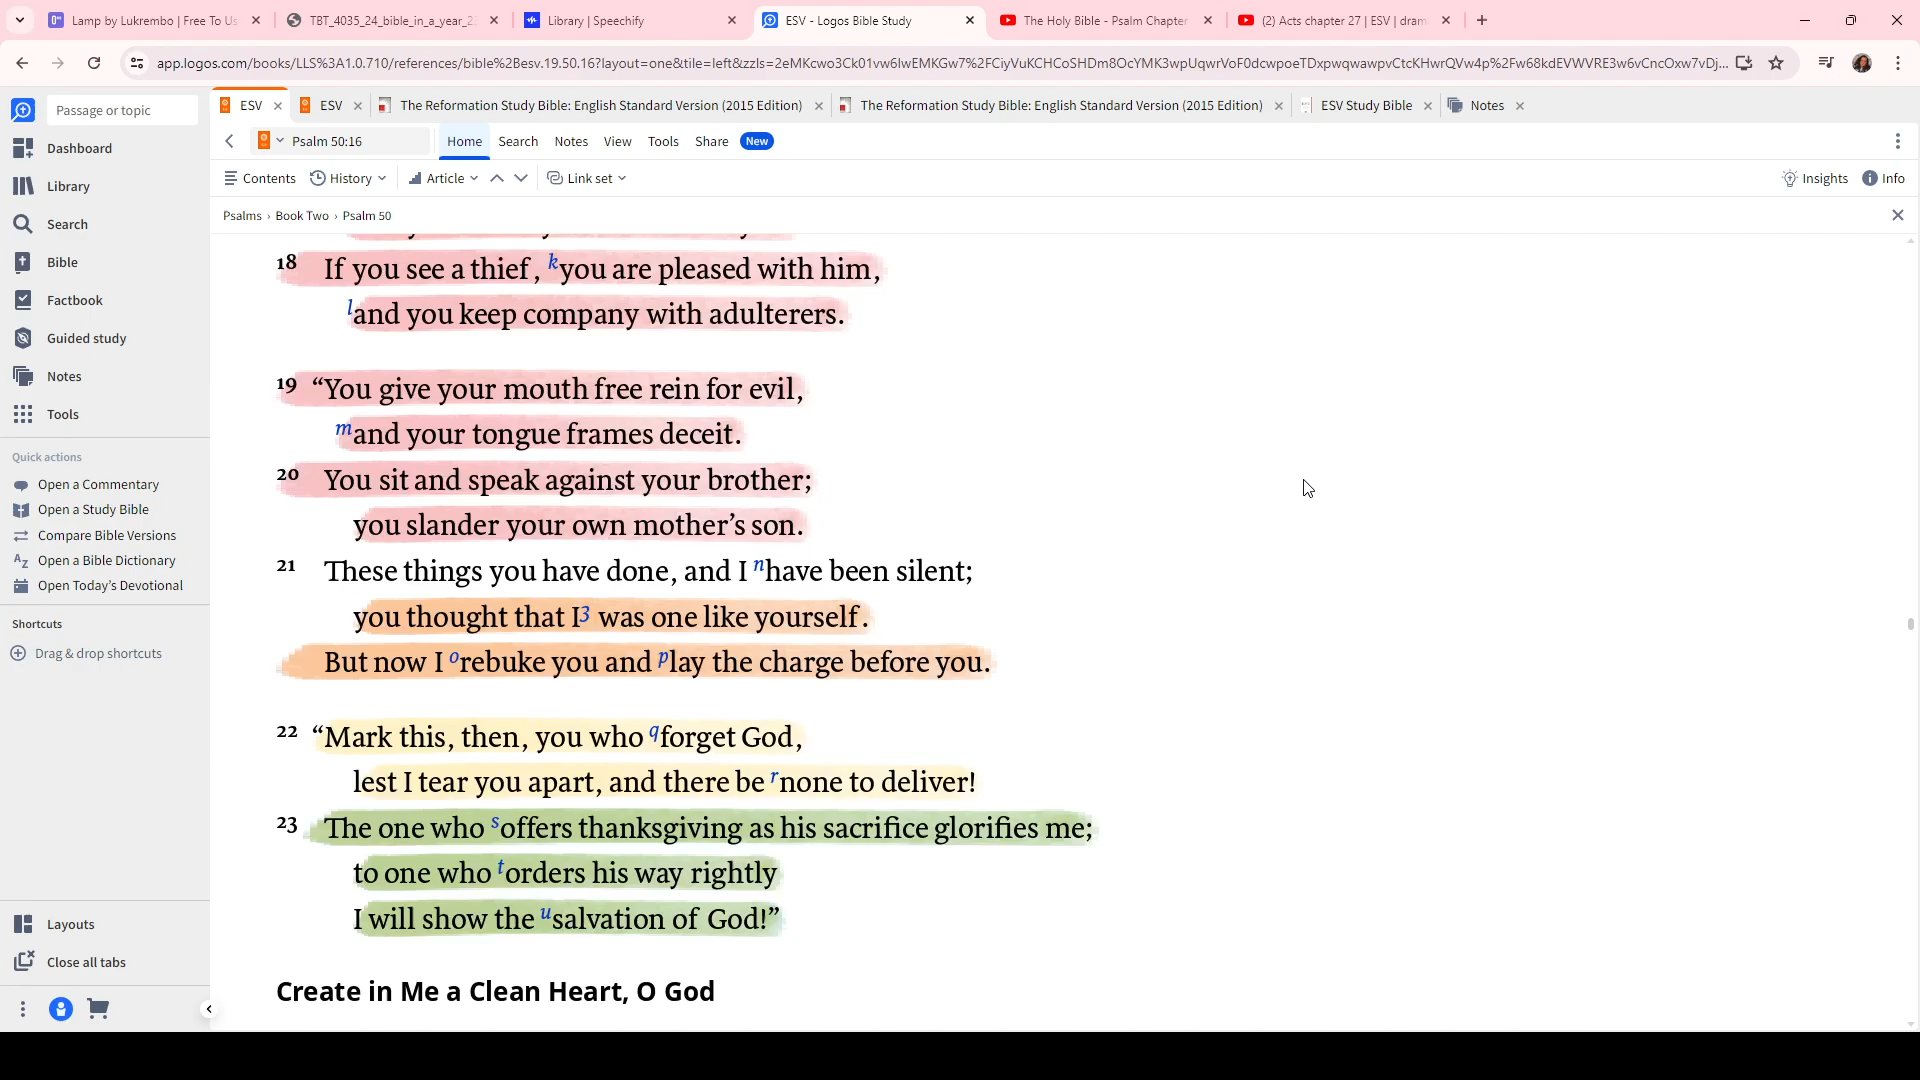 Lamp by Lukrembo | Free To Us
TBT_4035_24_bible_in_a_year_2
Library | Speechify
ESV - Logos Bible Study
The Holy Bible - Psalm Chapter
(2) Acts chapter 27 | ESV | dram
app.logos.com/books/LLS%3A1.0.710/references/bible%2Besv.19.50.16?layout=one&tile=left&zzls=2eMKcwo3Ck01vw6IwEMKGw7%2FCiyVuKCHCoSHDm8OcYMK3wpUqwrVoF0dcwpoeTDxpwqwawpvCtcKHwrQVw4p%2Fw68kdEVWVRE3w6vCncOxw7vDj...
Passage or topic
ESV
ESV
The Reformation Study Bible: English Standard Version (2015 Edition)
The Reformation Study Bible: English Standard Version (2015 Edition)
ESV Study Bible
Notes
Psalm 50:16
Home
Search
Notes
View
Tools
Share
New
Contents
History
Article
Link set
Insights
Info
Psalms › Book Two › Psalm 50
Dashboard
Library
Search
Bible
Factbook
Guided study
Notes
Tools
Quick actions
Open a Commentary
Open a Study Bible
Compare Bible Versions
Open a Bible Dictionary
Open Today's Devotional
Shortcuts
Drag & drop shortcuts
Layouts
Close all tabs
18 If you see a thief, k you are pleased with him,
l and you keep company with adulterers.
19 “You give your mouth free rein for evil,
m and your tongue frames deceit.
20 You sit and speak against your brother;
you slander your own mother’s son.
21 These things you have done, and I n have been silent;
you thought that I3 was one like yourself.
But now I o rebuke you and p lay the charge before you.
22 “Mark this, then, you who q forget God,
lest I tear you apart, and there be r none to deliver!
23 The one who s offers thanksgiving as his sacrifice glorifies me;
to one who t orders his way rightly
I will show the u salvation of God!”
Create in Me a Clean Heart, O God